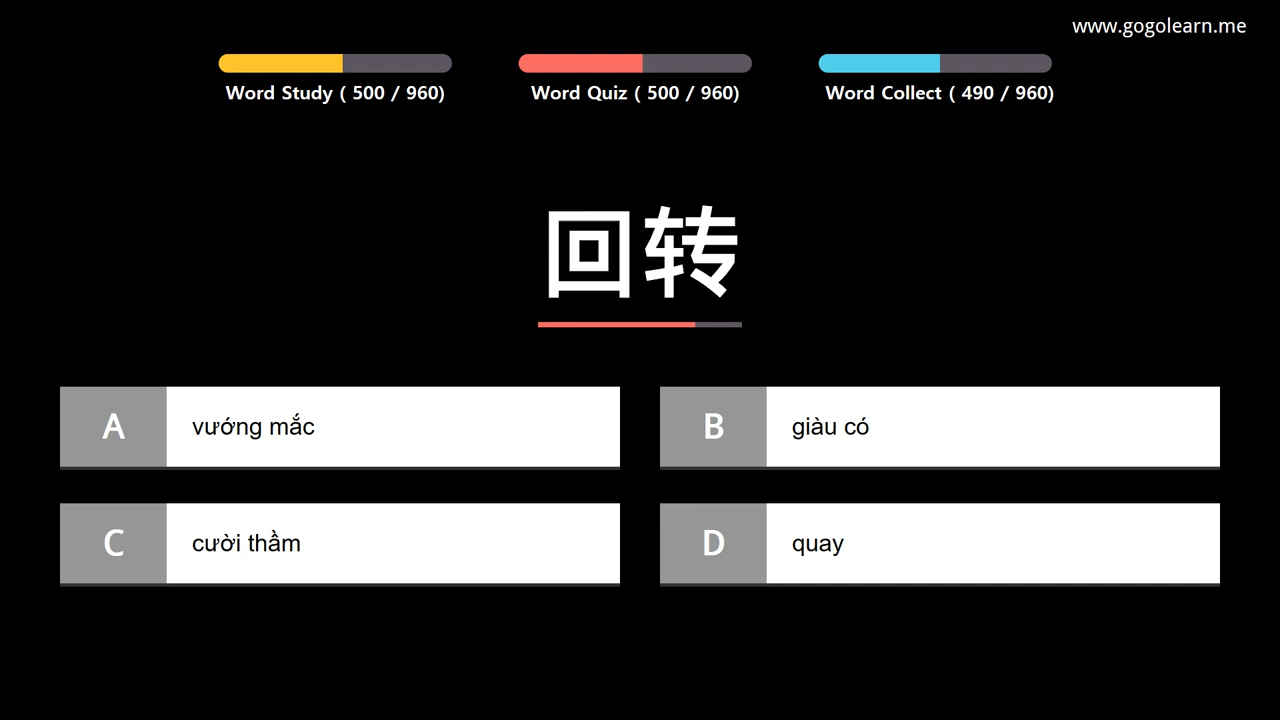 www.gogolearn.me
Word Study ( 500 / 960)
Word Quiz ( 500 / 960)
Word Collect ( 490 / 960)
回转
A vướng mắc
B giàu có
C cười thầm
D quay